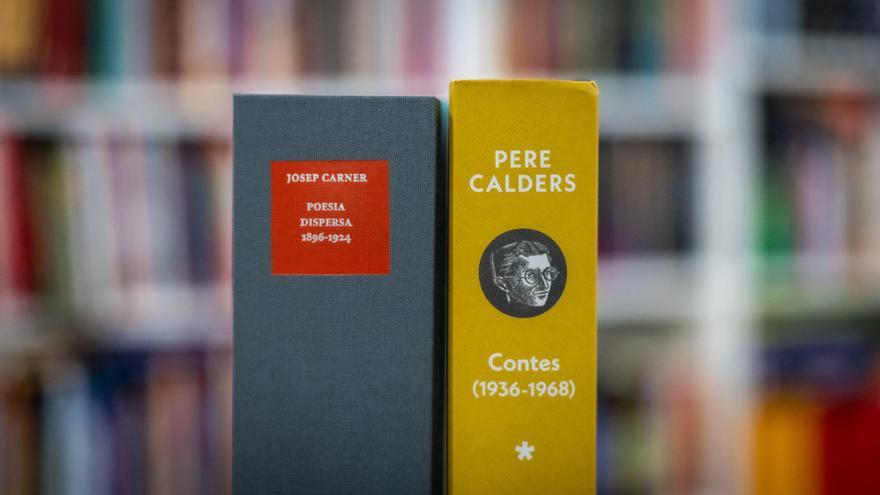 JOSEP CARNER
POESIA
DISPERSA
1896-1924
PERE
CALDERS
Contes
(1936-1968)
*